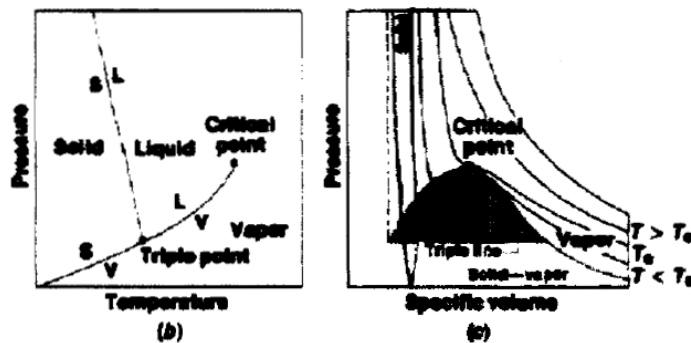 Pressure
S L
Solid
Liquid
Critical
point
L
V
Vapor
S
V
Triple point
Temperature
(b)
Pressure
Critical
point
Vapor
Triple line
Solid—vapor
T > Tc
Tc
T < Tc
Specific volume
(c)